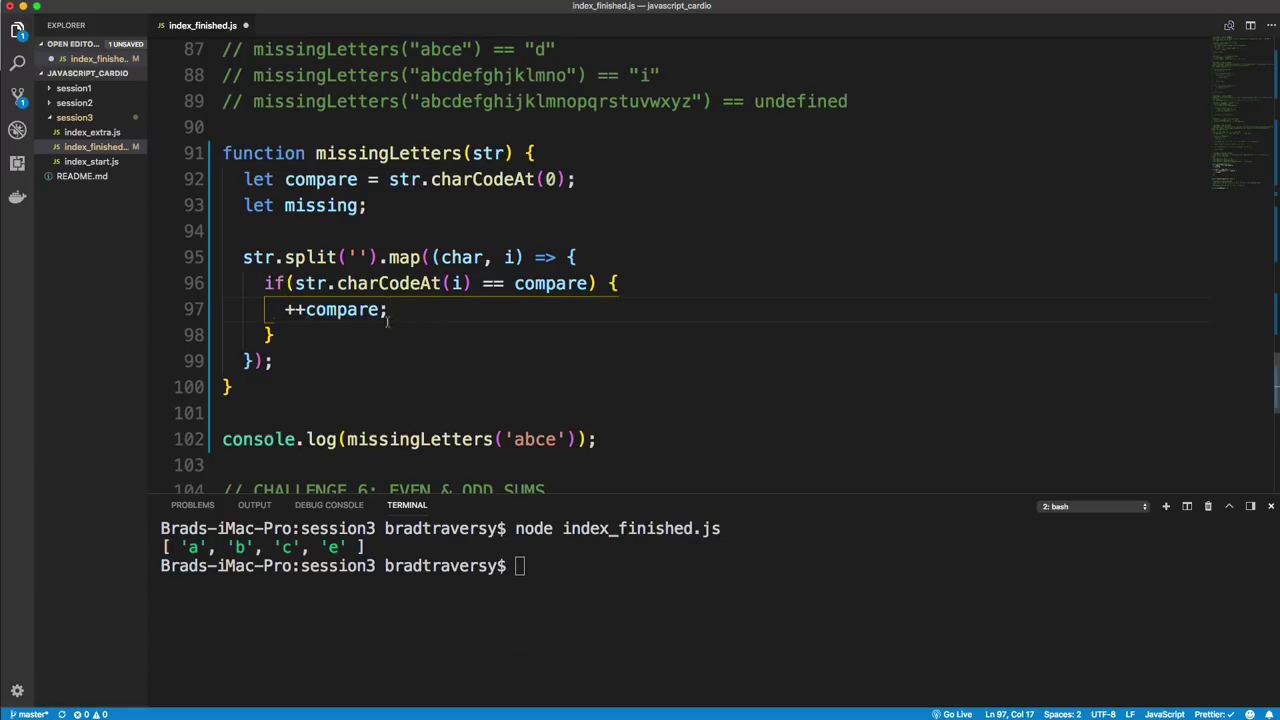 index_finished.js — javascript_cardio
EXPLORER
index_finished.js
OPEN EDITO... 1 UNSAVED
index_finishe...
JAVASCRIPT_CARDIO
session1
session2
session3
index_extra.js
index_finished...
index_start.js
README.md
1
1
87 // missingLetters("abce") == "d"
88 // missingLetters("abcdefghjklmno") == "i"
89 // missingLetters("abcdefghijklmnopqrstuvwxyz") == undefined
90
91 function missingLetters(str) {
92 let compare = str.charCodeAt(0);
93 let missing;
94
95 str.split('').map((char, i) => {
96 if(str.charCodeAt(i) == compare) {
97 ++compare;
98 }
99 });
100 }
101
102 console.log(missingLetters('abce'));
103
104 // CHALLENGE 6: EVEN & ODD SUMS
PROBLEMS OUTPUT DEBUG CONSOLE TERMINAL 2: bash
Brads-iMac-Pro:session3 bradtraversy$ node index_finished.js
[ 'a', 'b', 'c', 'e' ]
Brads-iMac-Pro:session3 bradtraversy$
master* 0 0 Go Live Ln 97, Col 17 Spaces: 2 UTF-8 LF JavaScript Prettier: ✓